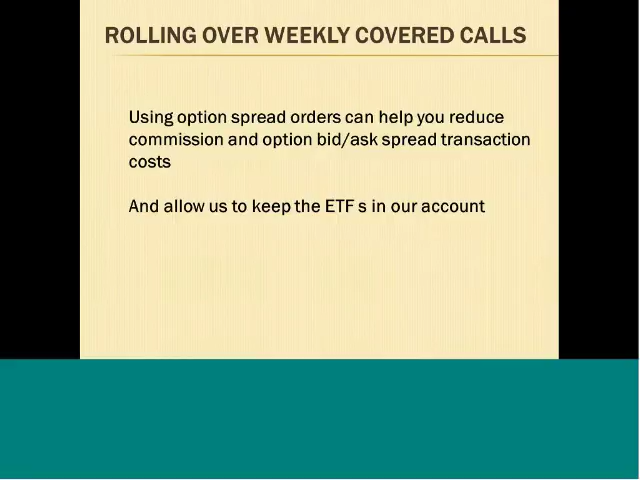 ROLLING OVER WEEKLY COVERED CALLS
Using option spread orders can help you reduce
commission and option bid/ask spread transaction
costs
And allow us to keep the ETF s in our account